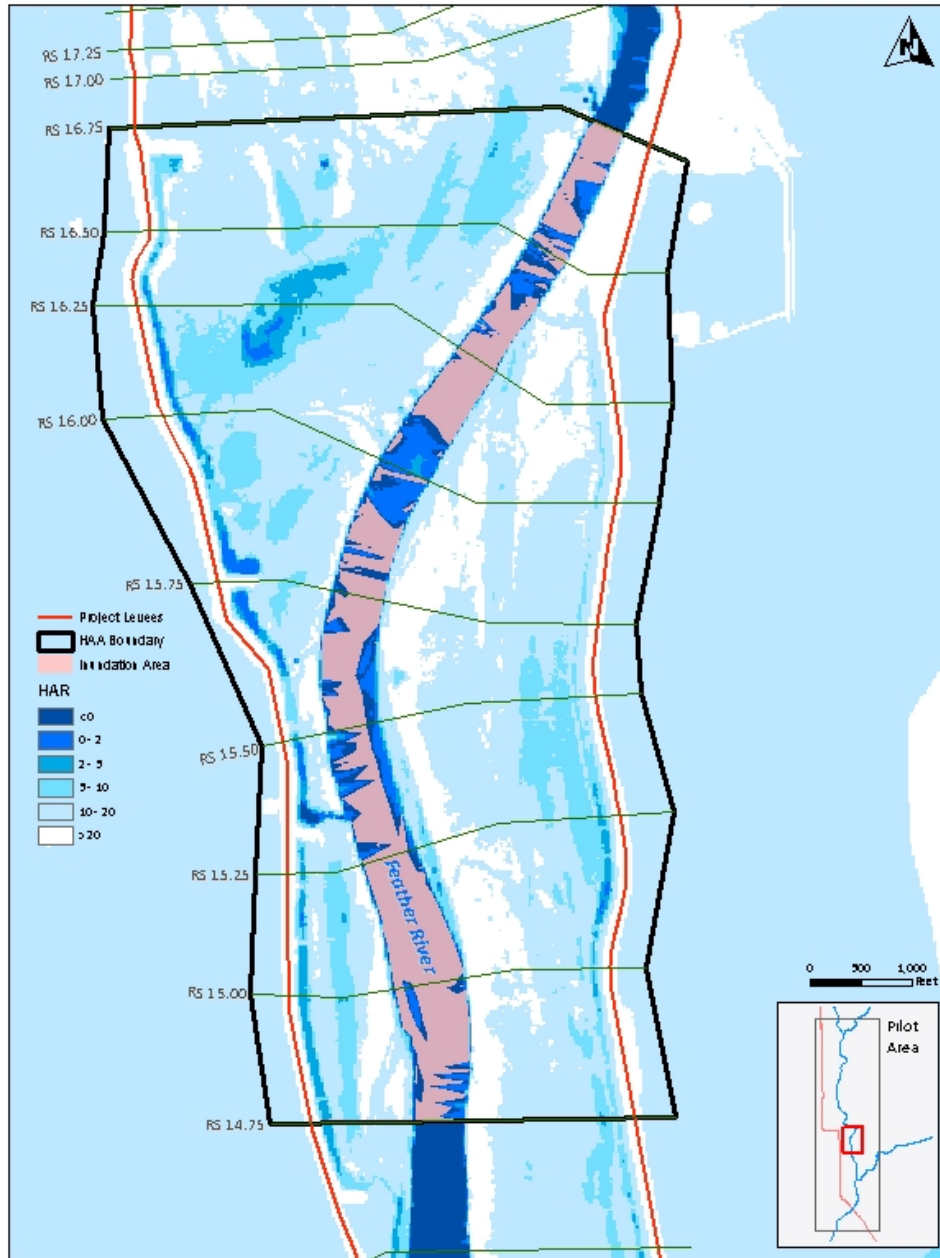 N
RS 17.25
RS 17.00
RS 16.75
RS 16.50
RS 16.25
RS 16.00
RS 15.75
Project Levees
HAA Boundary
Inundation Area
HAR
<0
0- 2
2- 5
5- 10
10- 20
>20
RS 15.50
RS 15.25
Feather River
RS 15.00
RS 14.75
0 500 1,000
Feet
Pilot
Area